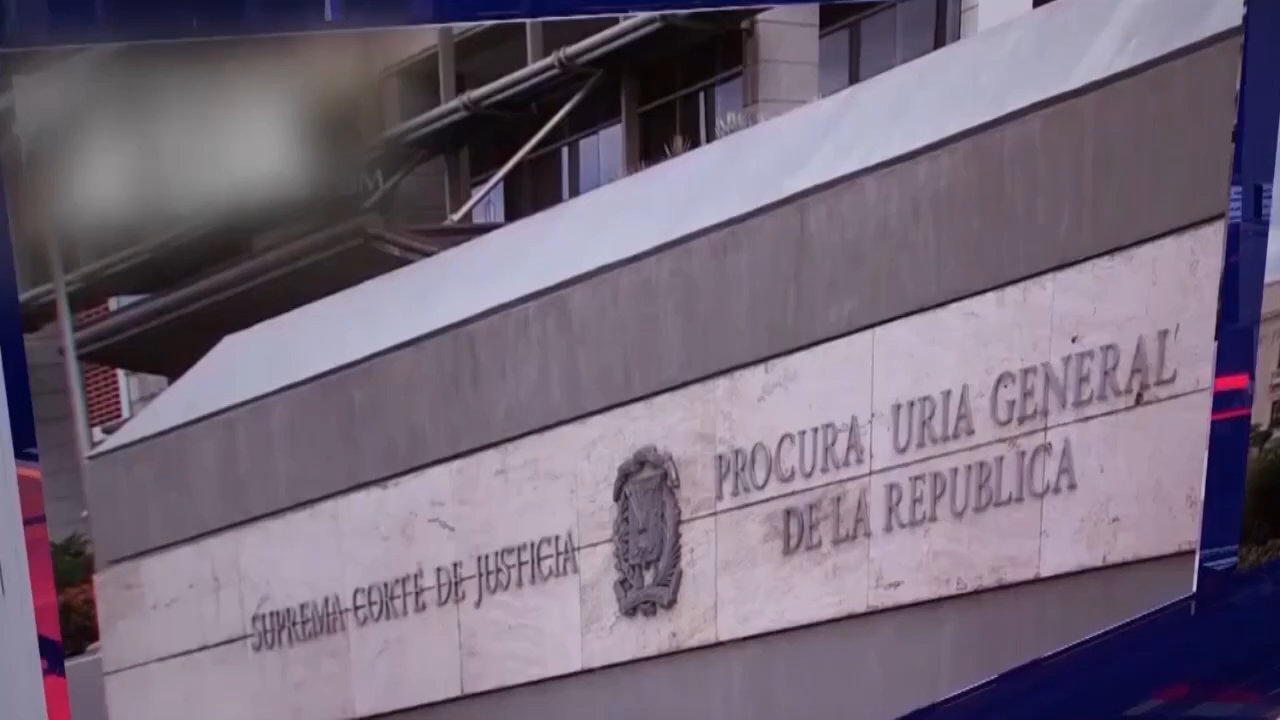 SUPREMA CORTE DE JUSTICIA
PROCURA URIA GENERAL
DE LA REPUBLICA